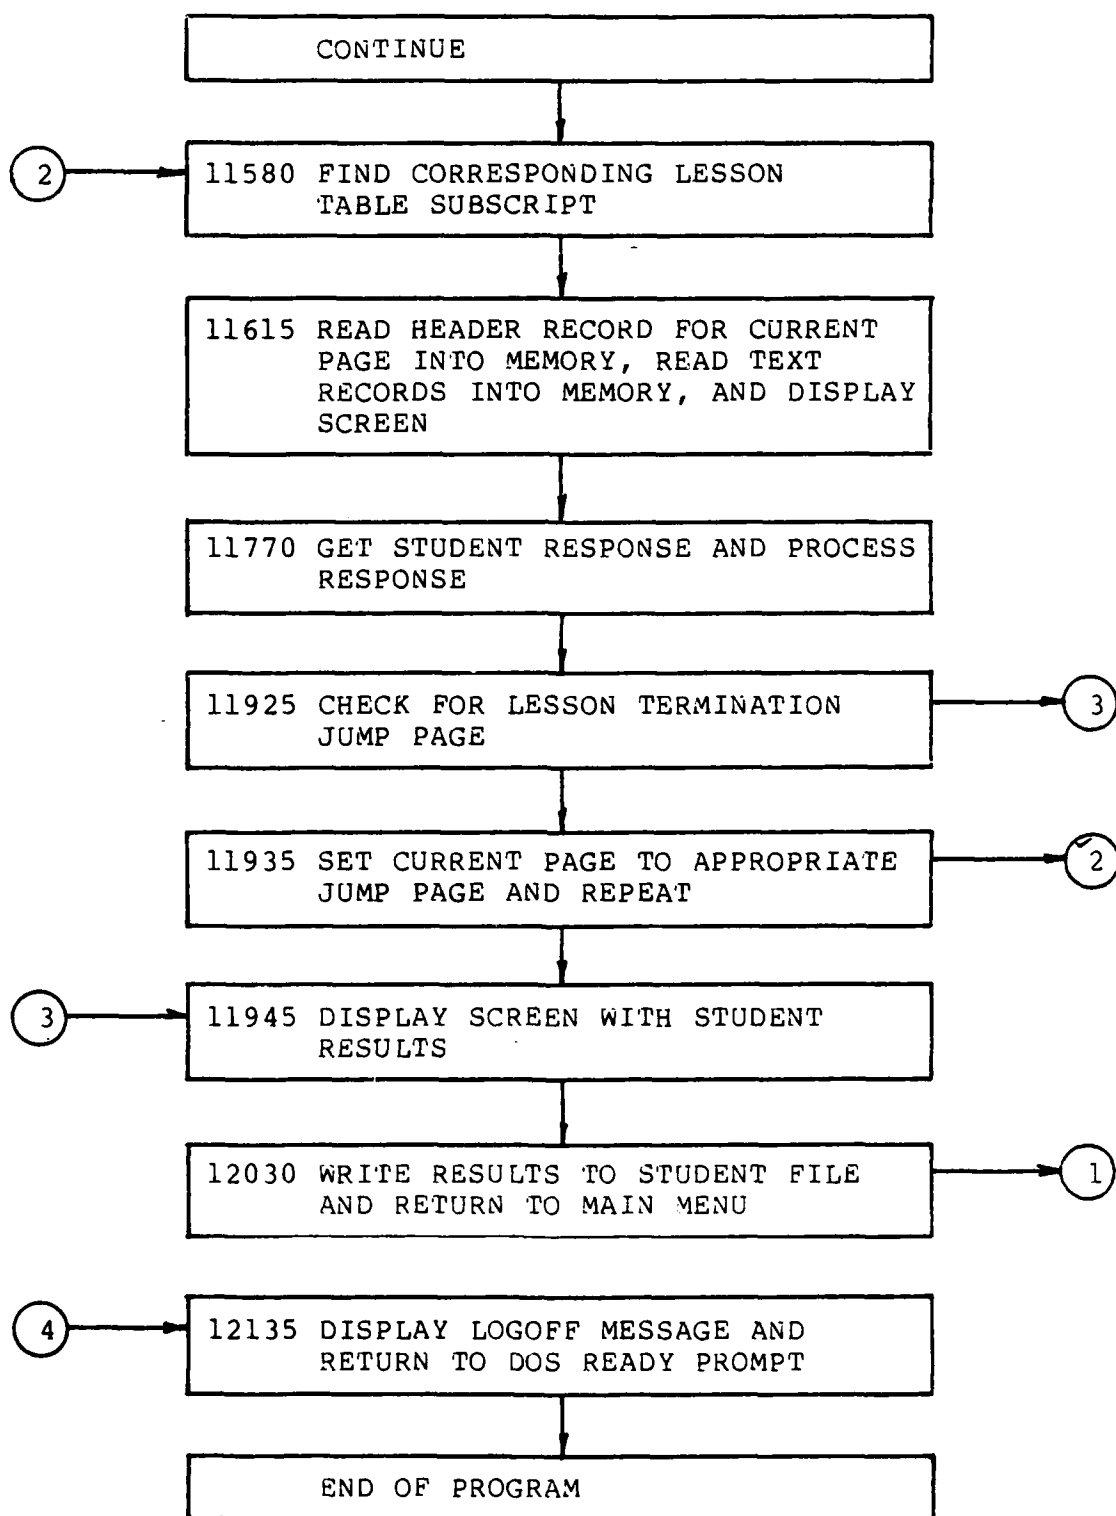 CONTINUE
2
11580 FIND CORRESPONDING LESSON
TABLE SUBSCRIPT
11615 READ HEADER RECORD FOR CURRENT
PAGE INTO MEMORY, READ TEXT
RECORDS INTO MEMORY, AND DISPLAY
SCREEN
11770 GET STUDENT RESPONSE AND PROCESS
RESPONSE
11925 CHECK FOR LESSON TERMINATION
JUMP PAGE
3
11935 SET CURRENT PAGE TO APPROPRIATE
JUMP PAGE AND REPEAT
2
3
11945 DISPLAY SCREEN WITH STUDENT
RESULTS
12030 WRITE RESULTS TO STUDENT FILE
AND RETURN TO MAIN MENU
1
4
12135 DISPLAY LOGOFF MESSAGE AND
RETURN TO DOS READY PROMPT
END OF PROGRAM